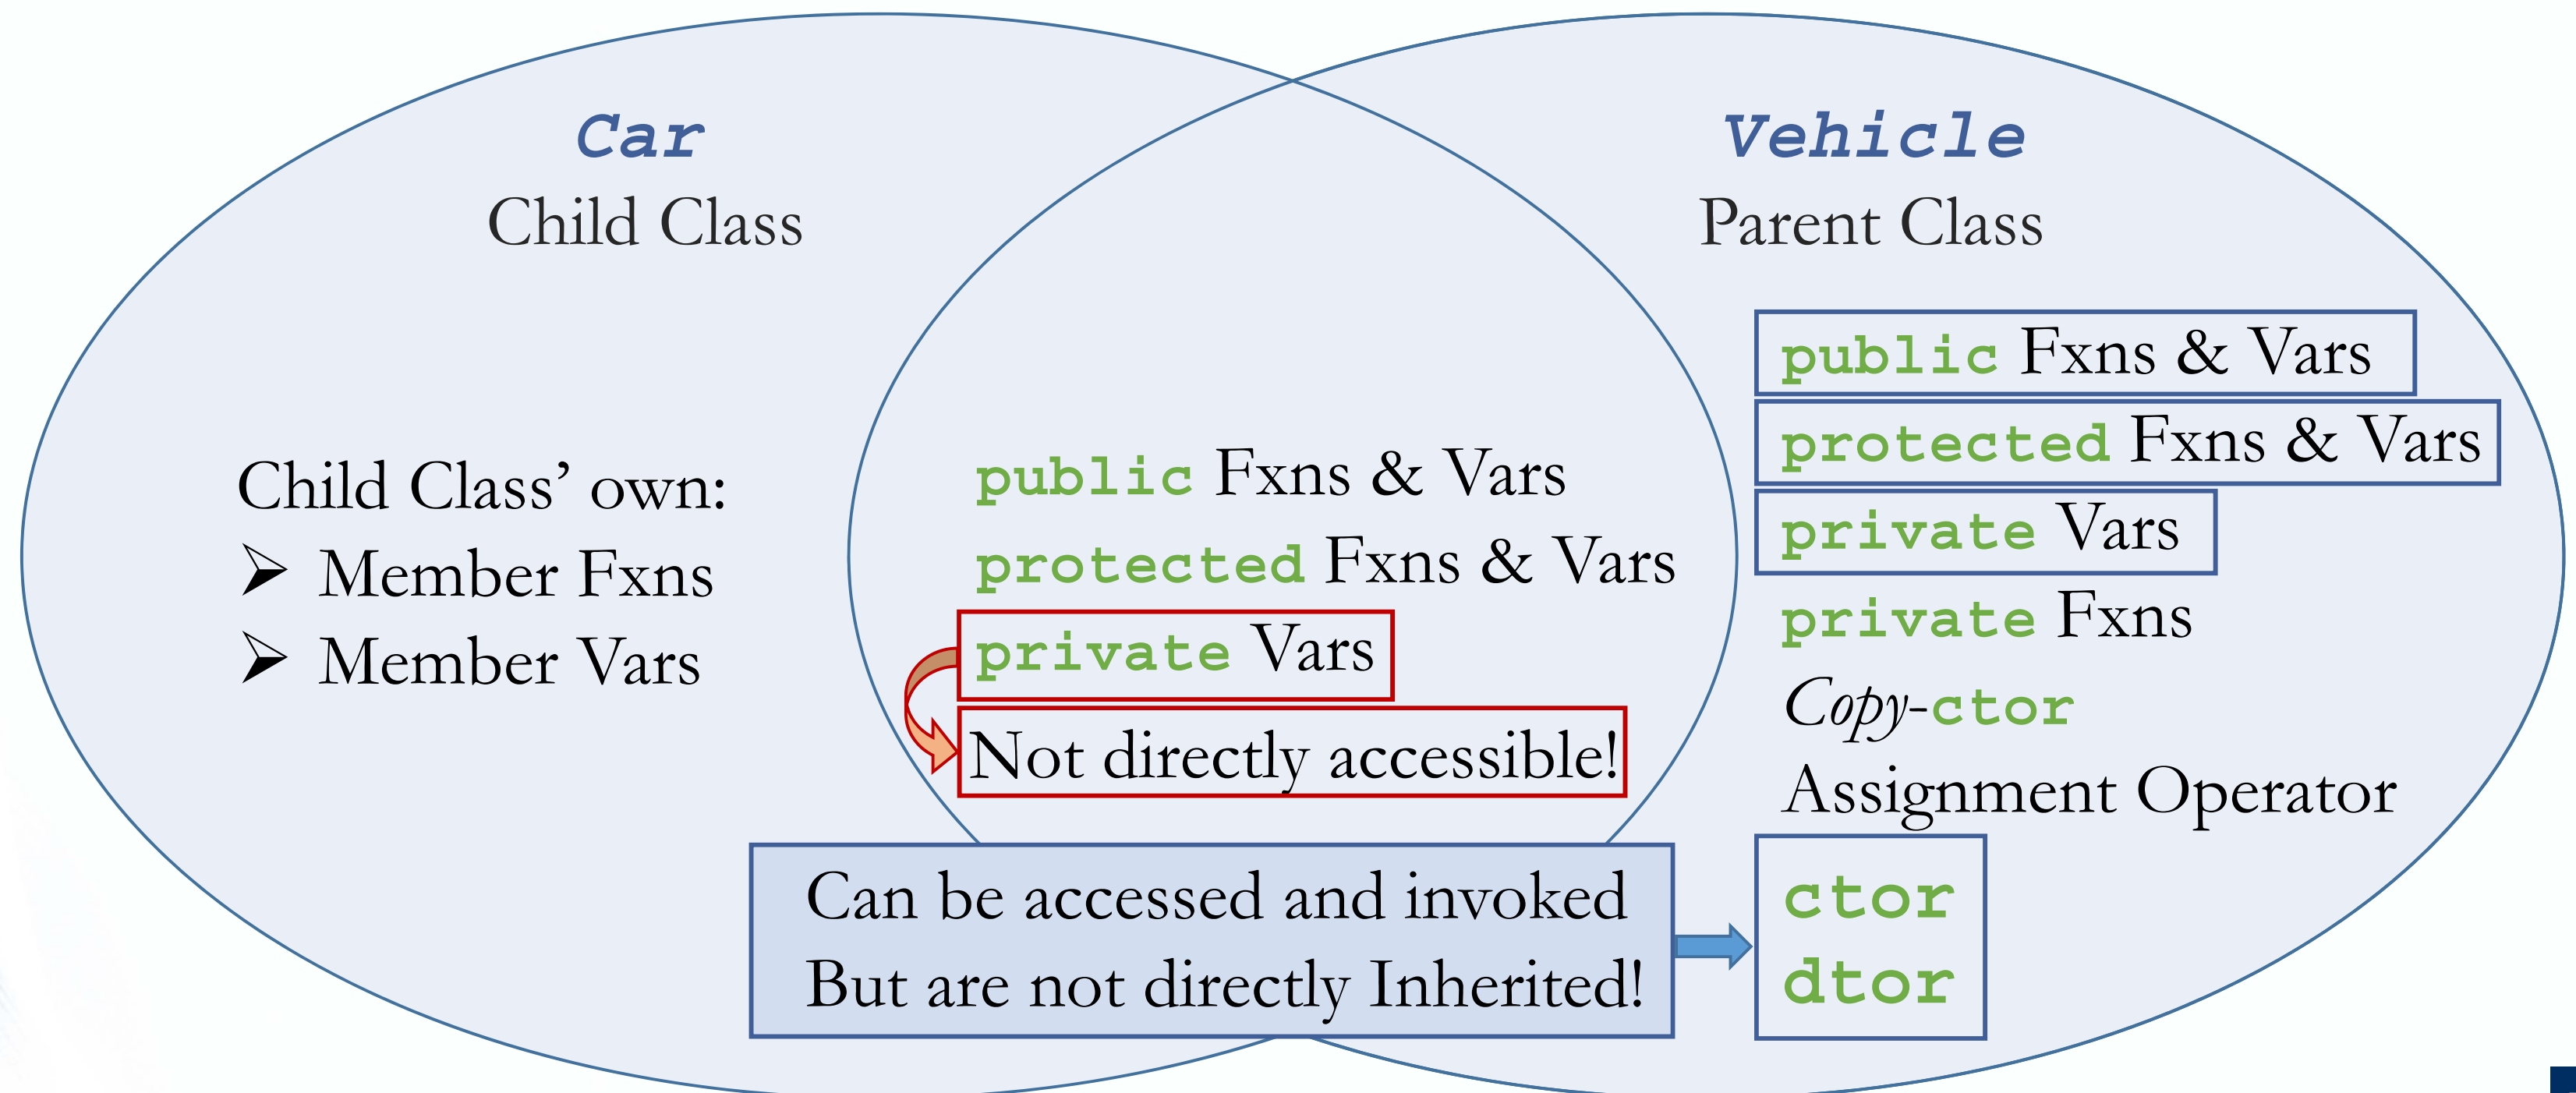 Car
Child Class
Child Class’ own:
➢ Member Fxns
➢ Member Vars
public Fxns & Vars
protected Fxns & Vars
private Vars
Not directly accessible!
Can be accessed and invoked
But are not directly Inherited!
Vehicle
Parent Class
public Fxns & Vars
protected Fxns & Vars
private Vars
private Fxns
Copy-ctor
Assignment Operator
ctor
dtor